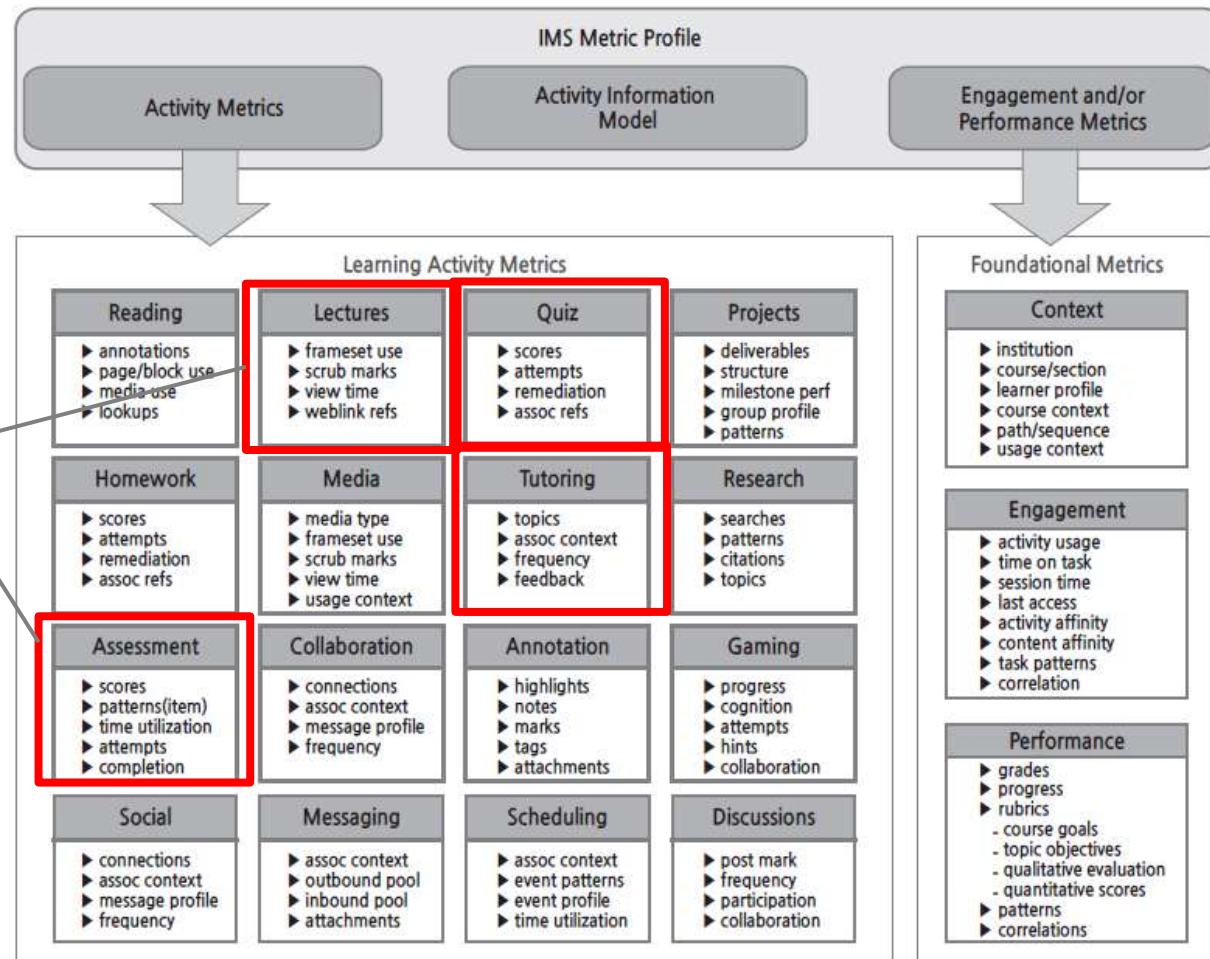 IMS Metric Profile
Activity Metrics
Activity Information
Model
Engagement and/or
Performance Metrics
Learning Activity Metrics
Reading
▶ annotations
▶ page/block use
▶ media use
▶ lookups
Lectures
▶ frameset use
▶ scrub marks
▶ view time
▶ weblink refs
Quiz
▶ scores
▶ attempts
▶ remediation
▶ assoc refs
Projects
▶ deliverables
▶ structure
▶ milestone perf
▶ group profile
▶ patterns
Homework
▶ scores
▶ attempts
▶ remediation
▶ assoc refs
Media
▶ media type
▶ frameset use
▶ scrub marks
▶ view time
▶ usage context
Tutoring
▶ topics
▶ assoc context
▶ frequency
▶ feedback
Research
▶ searches
▶ patterns
▶ citations
▶ topics
Assessment
▶ scores
▶ patterns(item)
▶ time utilization
▶ attempts
▶ completion
Collaboration
▶ connections
▶ assoc context
▶ message profile
▶ frequency
Annotation
▶ highlights
▶ notes
▶ marks
▶ tags
▶ attachments
Gaming
▶ progress
▶ cognition
▶ attempts
▶ hints
▶ collaboration
Social
▶ connections
▶ assoc context
▶ message profile
▶ frequency
Messaging
▶ assoc context
▶ outbound pool
▶ inbound pool
▶ attachments
Scheduling
▶ assoc context
▶ event patterns
▶ event profile
▶ time utilization
Discussions
▶ post mark
▶ frequency
▶ participation
▶ collaboration
Foundational Metrics
Context
▶ institution
▶ course/section
▶ learner profile
▶ course context
▶ path/sequence
▶ usage context
Engagement
▶ activity usage
▶ time on task
▶ session time
▶ last access
▶ activity affinity
▶ content affinity
▶ task patterns
▶ correlation
Performance
▶ grades
▶ progress
▶ rubrics
- course goals
- topic objectives
- qualitative evaluation
- quantitative scores
▶ patterns
▶ correlations